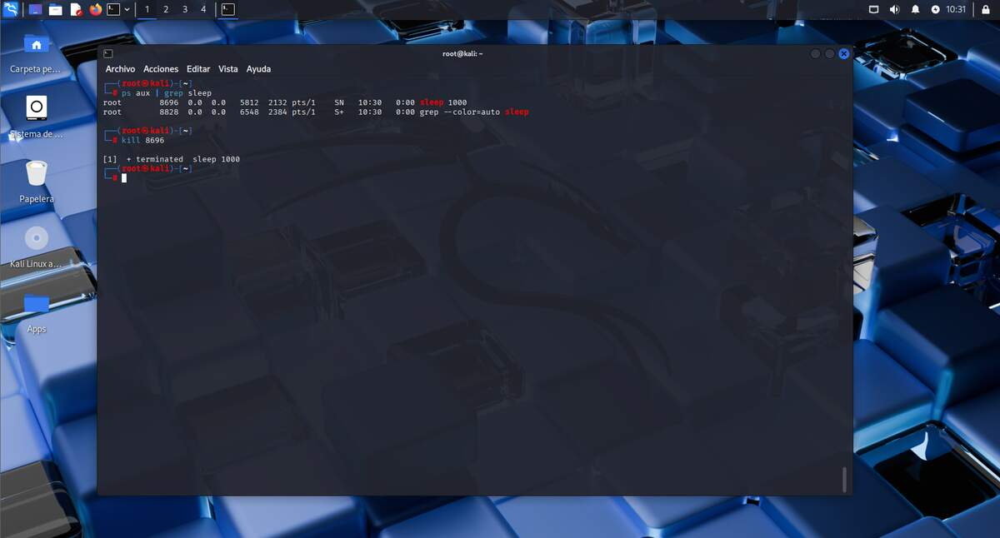 1 2 3 4 10:31
Carpeta pe...
Sistema de ...
Papelera
Kali Linux a...
Apps
root@kali: ~
Archivo Acciones Editar Vista Ayuda
┌──(root㉿kali)-[~]
└─# ps aux | grep sleep
root 8696 0.0 0.0 5812 2132 pts/1 SN 10:30 0:00 sleep 1000
root 8828 0.0 0.0 6548 2384 pts/1 S+ 10:30 0:00 grep --color=auto sleep
┌──(root㉿kali)-[~]
└─# kill 8696
[1] + terminated sleep 1000
┌──(root㉿kali)-[~]
└─#